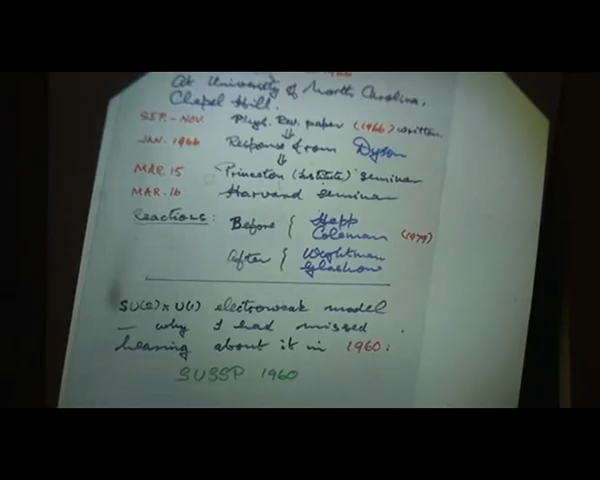 1966
At University of North Carolina,
Chapel Hill.
SEP.-NOV. Phys. Rev. paper (1966) written
⇓
JAN. 1966 Response from Dyson
⇓
MAR. 15 Princeton (Institute) seminar
MAR. 16 Harvard seminar
Reactions: Before { Hepp
Coleman (1979)
After { Wightman
Glashow
SU(2)×U(1) electroweak model
— why I had missed
hearing about it in 1960:
SUSSP 1960